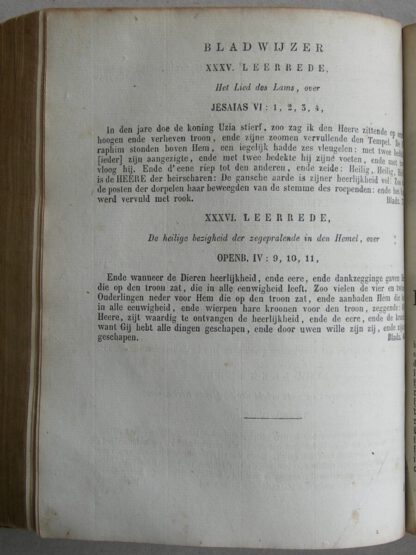 BLADWIJZER
XXXV. LEERREDE,
Het Lied des Lams, over
JESAIAS VI: 1, 2, 3, 4,
In den jare doe de koning Uzia stierf, zoo zag ik den Heere zittende op
hoogen ende verheven troon, ende zijne zoomen vervullende den Tempel. De
raphims stonden boven Hem, een iegelijk hadde zes vleugelen: met twee
[ieder] zijn aangezigte, ende met twee bedekte hij zijne voeten, ende met
vloog hij. Ende d'eene riep tot den anderen, ende zeide: Heilig, Heilig,
is de HEERE der heirscharen: De gansche aarde is zijner heerlijkheid vol:
de posten der dorpelen haar beweegden van de stemme des roependen: ende
werd vervuld met rook. Bladz.
XXXVI. LEERREDE,
De heilige bezigheid der zegepralende in den Hemel, over
OPENB. IV: 9, 10, 11,
Ende wanneer de Dieren heerlijkheid, ende eere, ende dankzegginge
die op den troon zat, die in alle eeuwigheid leeft. Zoo vielen de vier en
Ouderlingen neder voor Hem die op den troon zat, ende aanbaden Hem die
in alle eeuwigheid, ende wierpen hare kroonen voor den troon, zeggende:
Heere, zijt waardig te ontvangen de heerlijkheid, ende de eere, ende de
want Gij hebt alle dingen geschapen, ende door uwen wille zijn zij, ende
geschapen. Bladz.